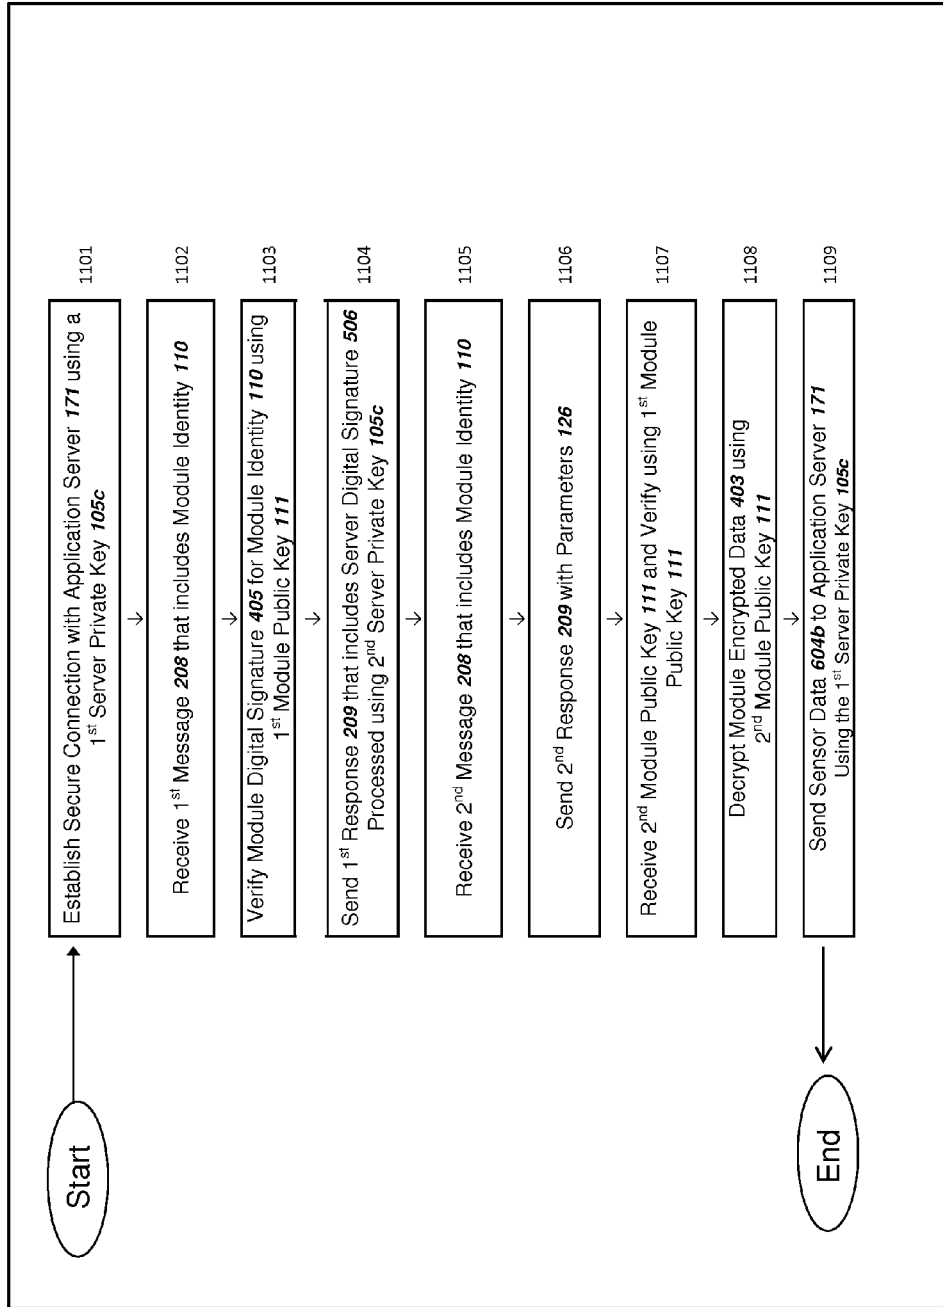 Start
Establish Secure Connection with Application Server 171 using a
1st Server Private Key 105c
1101
Receive 1st Message 208 that includes Module Identity 110
1102
Verify Module Digital Signature 405 for Module Identity 110 using
1st Module Public Key 111
1103
Send 1st Response 209 that includes Server Digital Signature 506
Processed using 2nd Server Private Key 105c
1104
Receive 2nd Message 208 that includes Module Identity 110
1105
Send 2nd Response 209 with Parameters 126
1106
Receive 2nd Module Public Key 111 and Verify using 1st Module
Public Key 111
1107
Decrypt Module Encrypted Data 403 using
2nd Module Public Key 111
1108
Send Sensor Data 604b to Application Server 171
Using the 1st Server Private Key 105c
1109
End